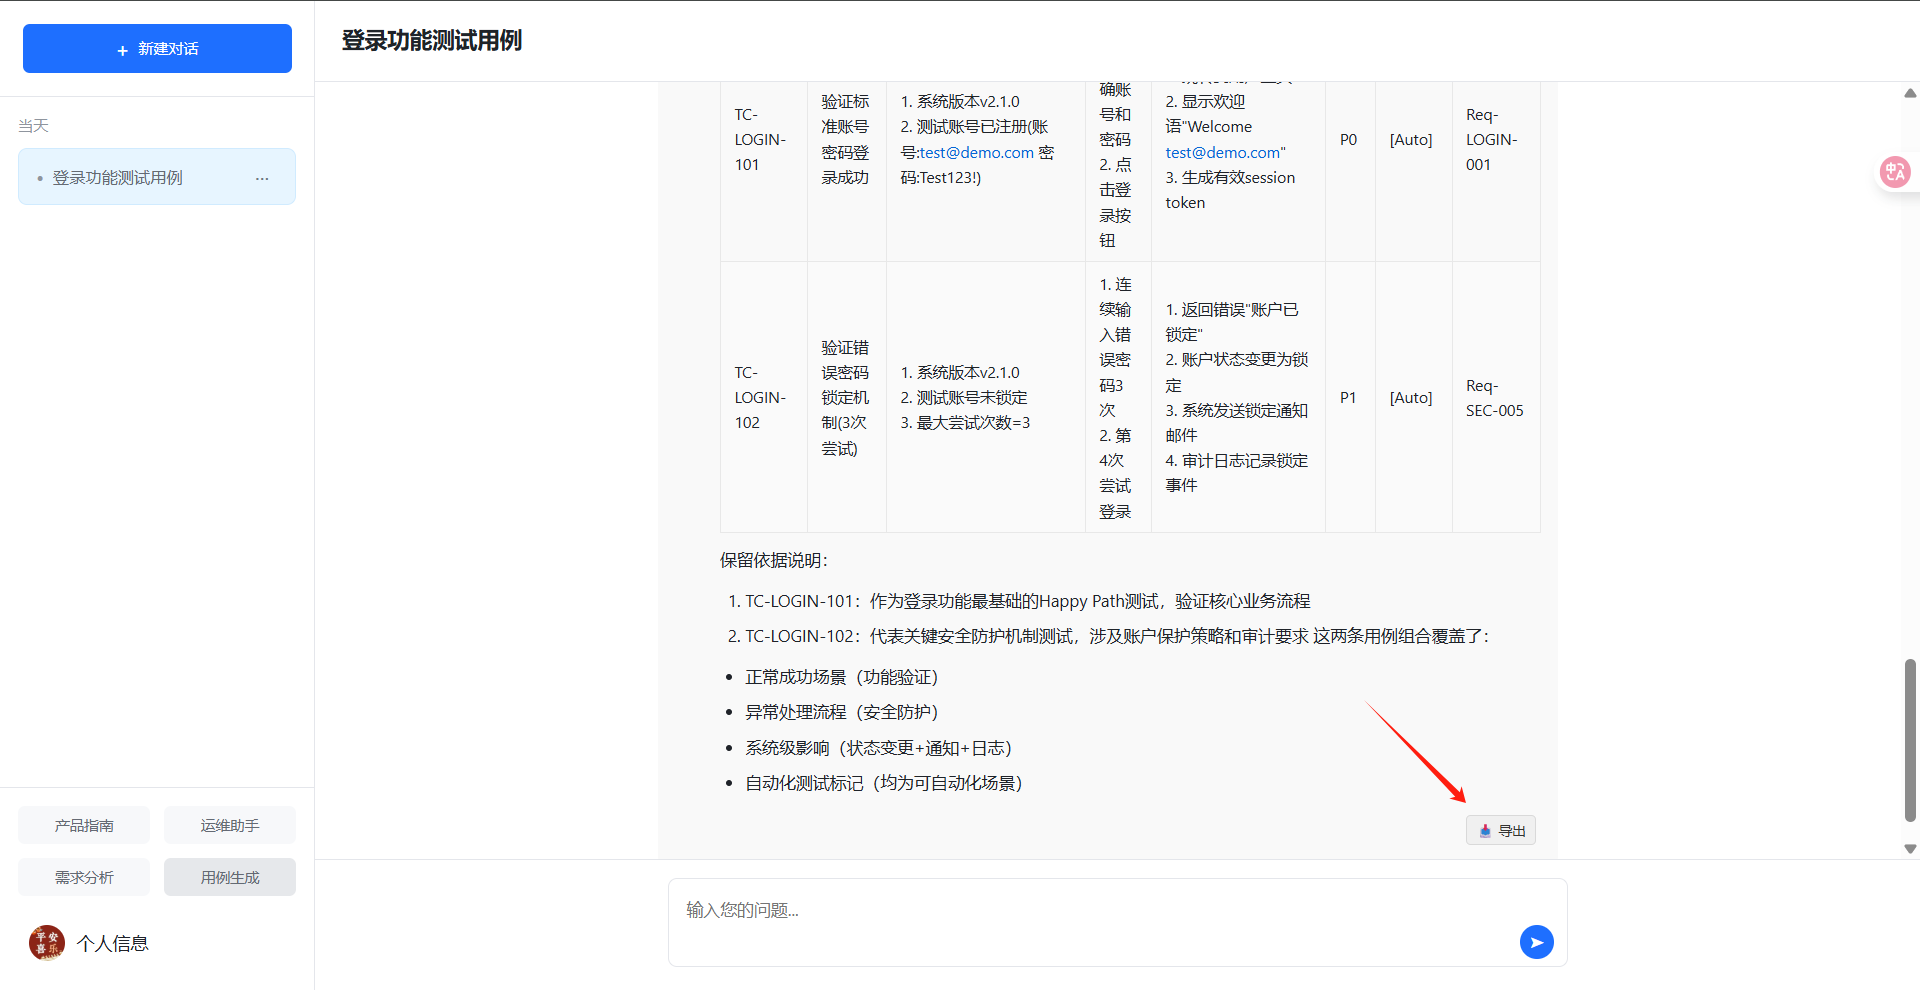 + 新建对话
当天
登录功能测试用例
...
产品指南
运维助手
需求分析
用例生成
平安
喜乐
个人信息
登录功能测试用例
TC-
LOGIN-
101
验证标
准账号
密码登
录成功
1. 系统版本v2.1.0
2. 测试账号已注册(账
号:test@demo.com 密
码:Test123!)
确账
号和
密码
2. 点
击登
录按
钮
2. 显示欢迎
语"Welcome
test@demo.com"
3. 生成有效session
token
P0
[Auto]
Req-
LOGIN-
001
TC-
LOGIN-
102
验证错
误密码
锁定机
制(3次
尝试)
1. 系统版本v2.1.0
2. 测试账号未锁定
3. 最大尝试次数=3
1. 连
续输
入错
误密
码3
次
2. 第
4次
尝试
登录
1. 返回错误"账户已
锁定"
2. 账户状态变更为锁
定
3. 系统发送锁定通知
邮件
4. 审计日志记录锁定
事件
P1
[Auto]
Req-
SEC-005
保留依据说明：
1. TC-LOGIN-101：作为登录功能最基础的Happy Path测试，验证核心业务流程
2. TC-LOGIN-102：代表关键安全防护机制测试，涉及账户保护策略和审计要求 这两条用例组合覆盖了：
• 正常成功场景（功能验证）
• 异常处理流程（安全防护）
• 系统级影响（状态变更+通知+日志）
• 自动化测试标记（均为可自动化场景）
导出
输入您的问题...
中A